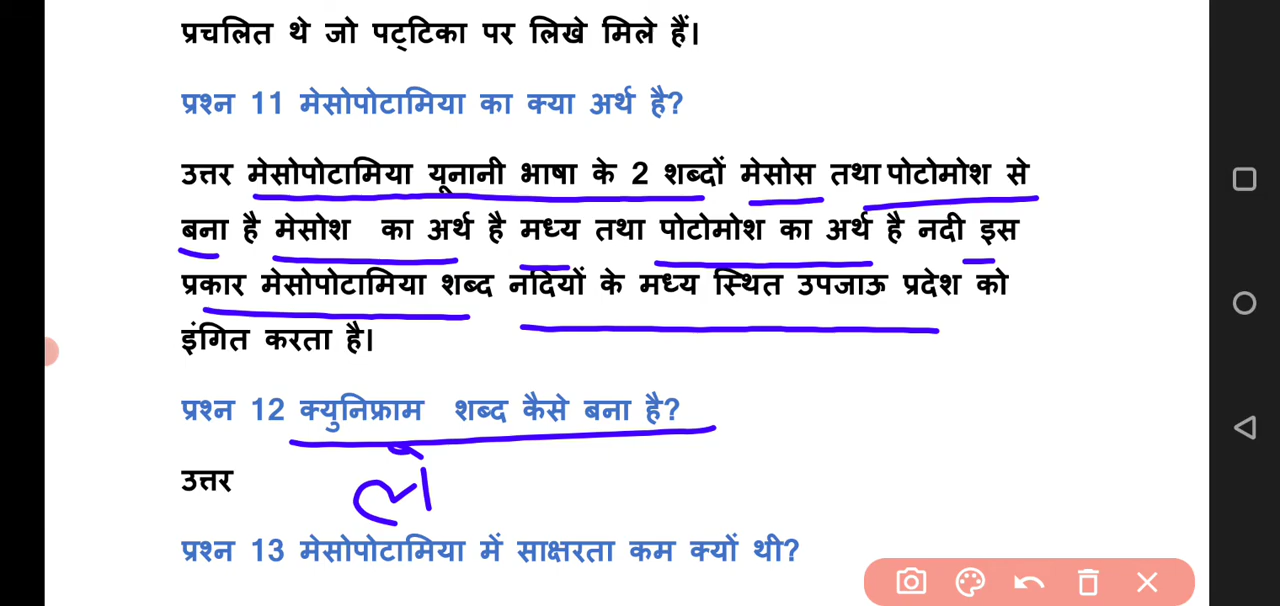 प्रचलित थे जो पट्टिका पर लिखे मिले हैं।
प्रश्न 11 मेसोपोटामिया का क्या अर्थ है?
उत्तर मेसोपोटामिया यूनानी भाषा के 2 शब्दों मेसोस तथा पोटोमोश से
बना है मेसोश का अर्थ है मध्य तथा पोटोमोश का अर्थ है नदी इस
प्रकार मेसोपोटामिया शब्द नदियों के मध्य स्थित उपजाऊ प्रदेश को
इंगित करता है।
प्रश्न 12 क्युनिफ्राम शब्द कैसे बना है?
उत्तर
प्रश्न 13 मेसोपोटामिया में साक्षरता कम क्यों थी?